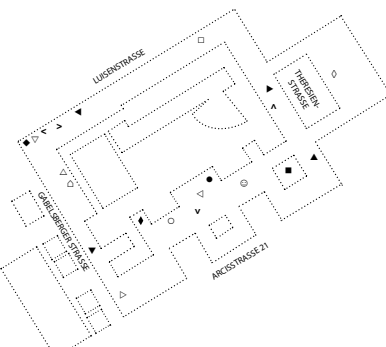 LUISENSTRASSE
THERESIEN-
STRASSE
GABELSBERGER STRASSE
ARCISSTRASSE 21